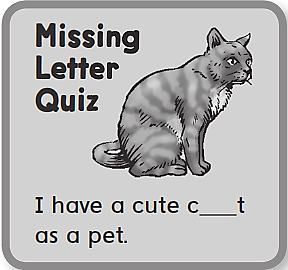 Missing
Letter
Quiz
I have a cute c___t
as a pet.